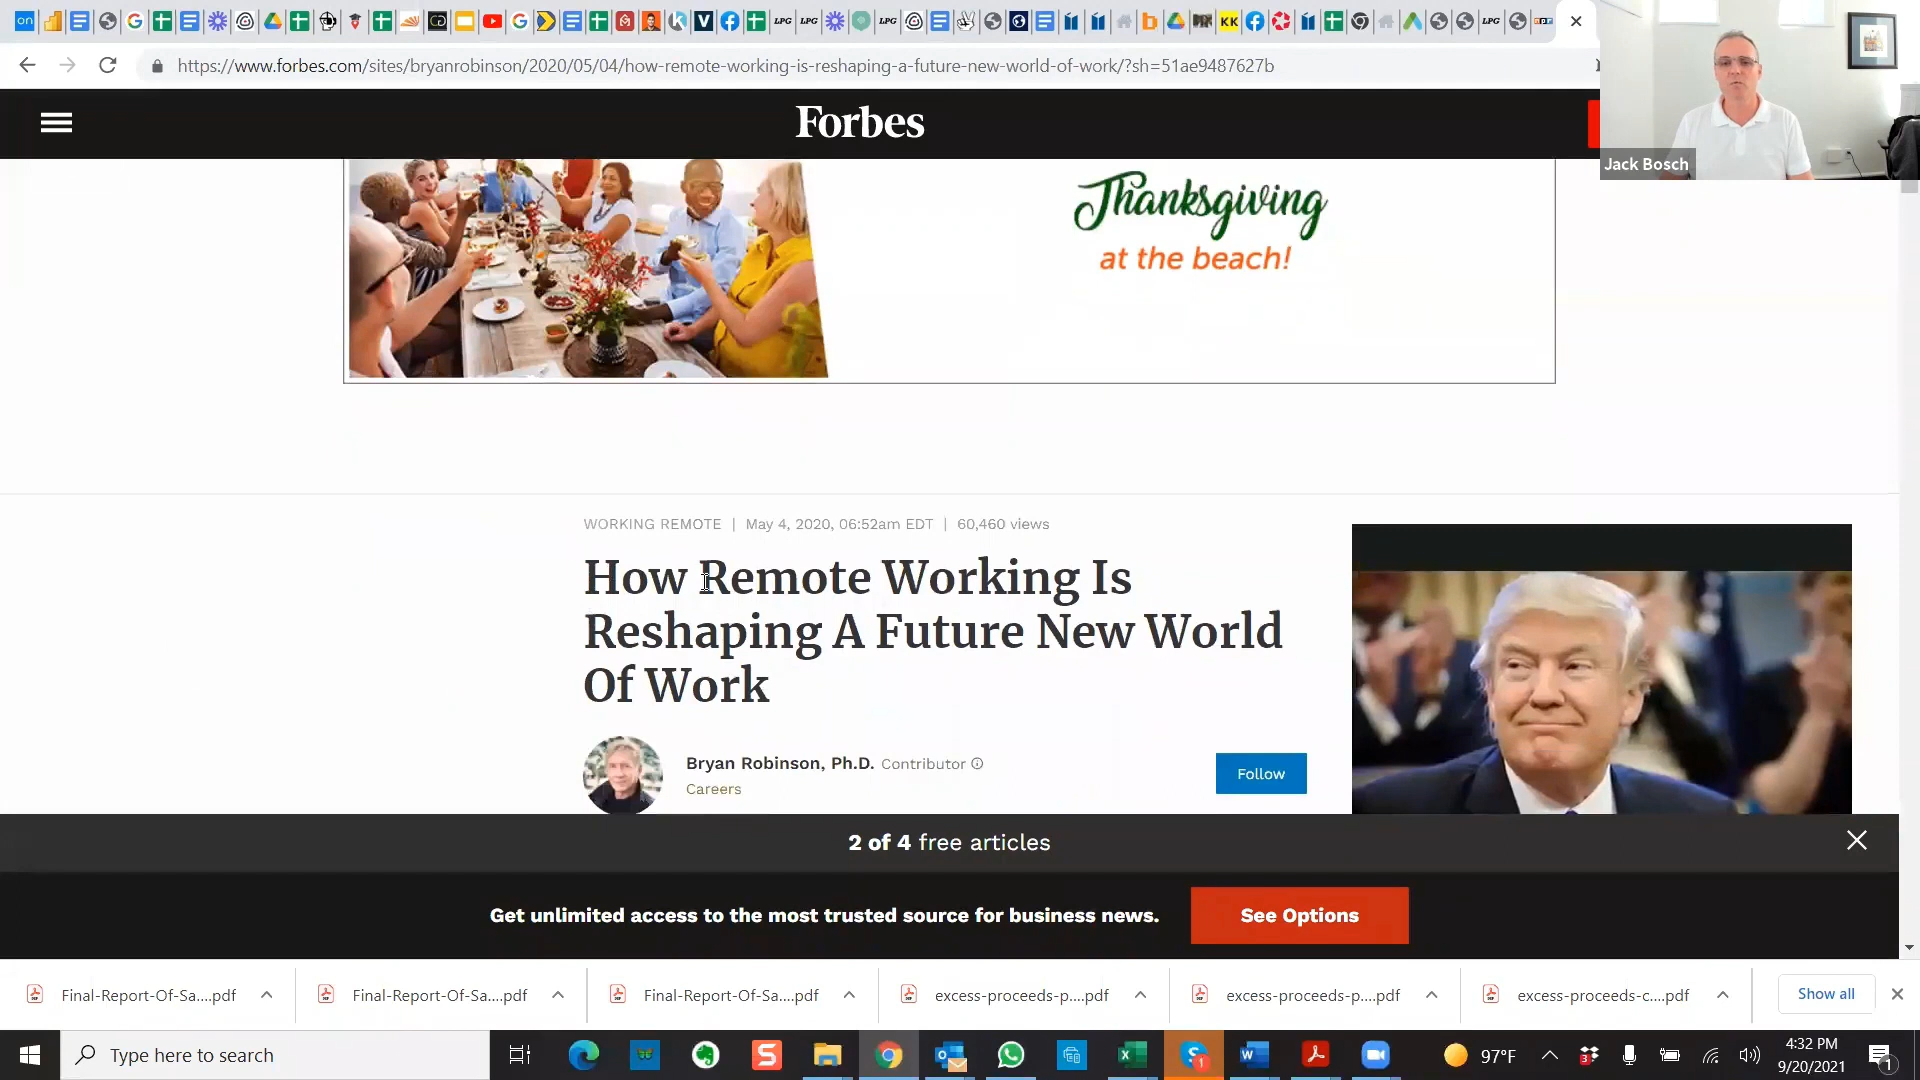 https://www.forbes.com/sites/bryanrobinson/2020/05/04/how-remote-working-is-reshaping-a-future-new-world-of-work/?sh=51ae9487627b
Forbes
Jack Bosch
Thanksgiving
at the beach!
WORKING REMOTE | May 4, 2020, 06:52am EDT | 60,460 views
How Remote Working Is
Reshaping A Future New World
Of Work
Bryan Robinson, Ph.D. Contributor
Careers
Follow
2 of 4 free articles
Get unlimited access to the most trusted source for business news.
See Options
Final-Report-Of-Sa....pdf
Final-Report-Of-Sa....pdf
Final-Report-Of-Sa....pdf
excess-proceeds-p....pdf
excess-proceeds-p....pdf
excess-proceeds-c....pdf
Show all
Type here to search
97°F
4:32 PM
9/20/2021